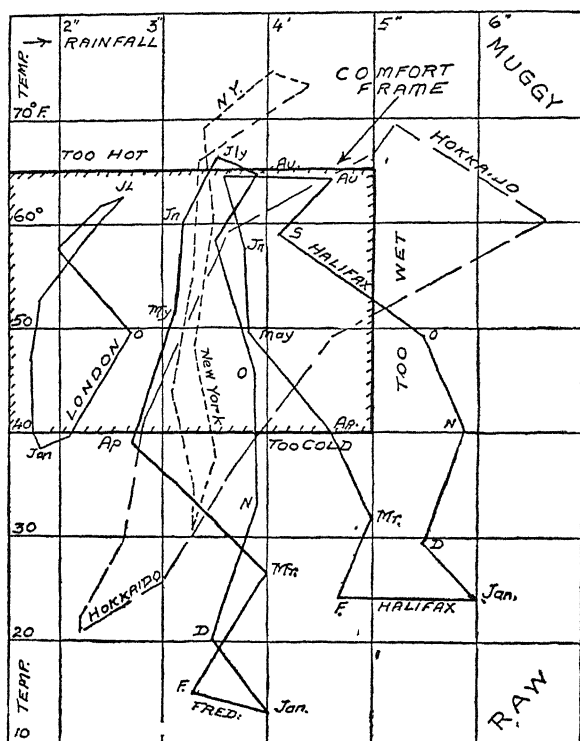 2" 3" 4' 5" 6"
TEMP. → RAINFALL
MUGGY
COMFORT
FRAME
N.Y.
70°F.
HOKKAIDO
TOO HOT
Jly
Au.
Au
JL
60°
Jn
Jn
S
HALIFAX
WET
My
50
O
May
O
O
LONDON
New York
TOO
40
Jan
Ap
TOO COLD
Ap.
N
N
Mr.
30
D
Mr.
HOKKAIDO
F.
HALIFAX
Jan.
20
D
TEMP.
F.
FRED:
Jan.
RAW
10